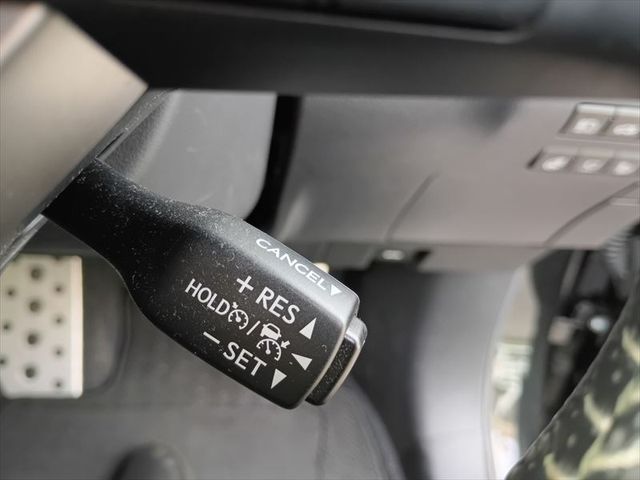 CANCEL▼
+ RES ▲
HOLD /
− SET ▼